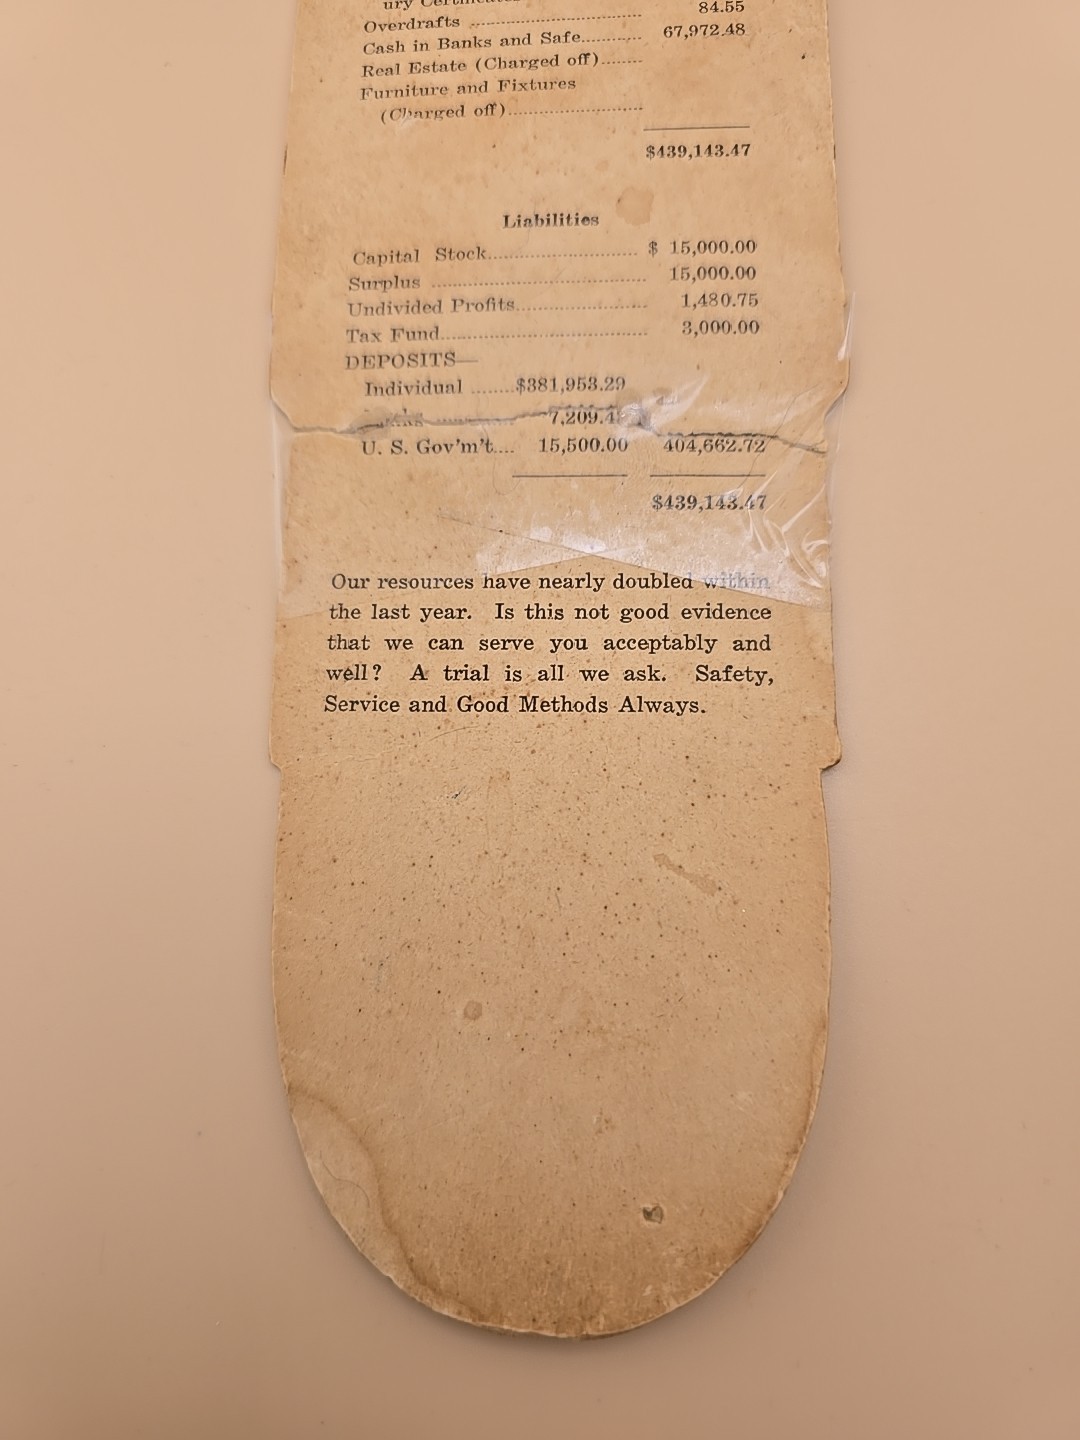 ury Certificates
Overdrafts ........................................ 84.55
Cash in Banks and Safe............. 67,972.48
Real Estate (Charged off)........
Furniture and Fixtures
(Charged off)...........................
$439,143.47
Liabilities
Capital Stock................................ $ 15,000.00
Surplus .............................................. 15,000.00
Undivided Profits............................ 1,480.75
Tax Fund............................................ 3,000.00
DEPOSITS—
Individual ........$381,953.29
U. S. Gov'm't.... 15,500.00 404,662.72
$439,143.47
Our resources have nearly doubled within
the last year. Is this not good evidence
that we can serve you acceptably and
well? A trial is all we ask. Safety,
Service and Good Methods Always.